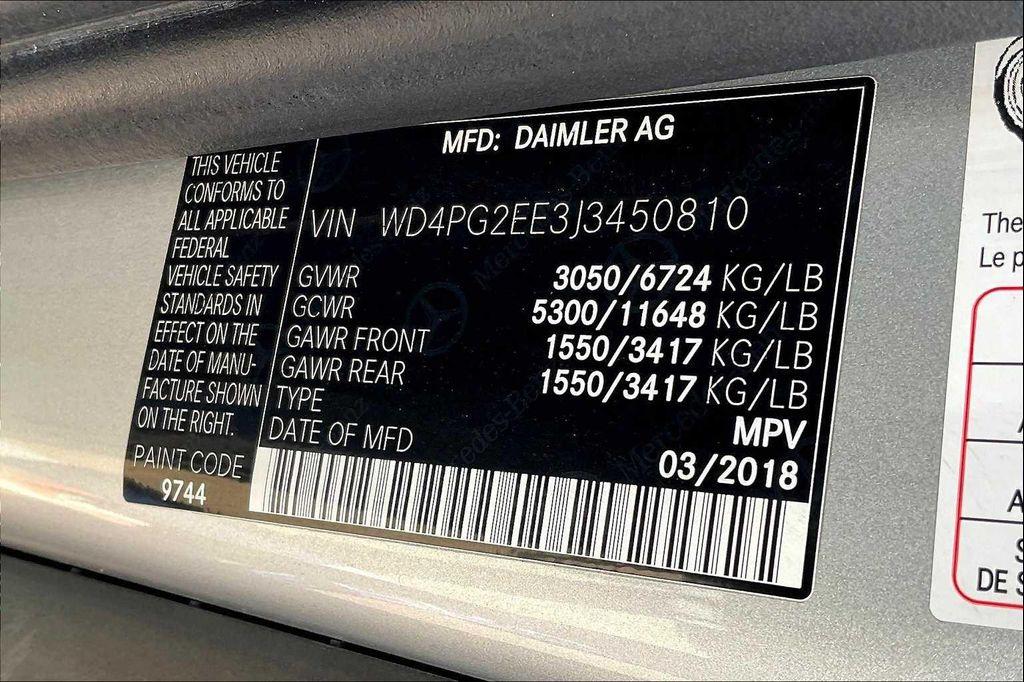 MFD: DAIMLER AG
THIS VEHICLE
CONFORMS TO
ALL APPLICABLE
FEDERAL
VEHICLE SAFETY
STANDARDS IN
EFFECT ON THE
DATE OF MANU-
FACTURE SHOWN
ON THE RIGHT.
PAINT CODE
9744
VIN WD4PG2EE3J3450810
GVWR 3050/6724 KG/LB
GCWR 5300/11648 KG/LB
GAWR FRONT 1550/3417 KG/LB
GAWR REAR 1550/3417 KG/LB
TYPE MPV
DATE OF MFD 03/2018
The
Le p
A
S
DE S